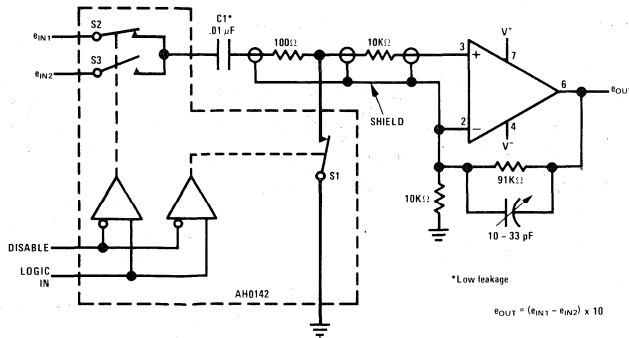 S2
C1*
.01 µF
100Ω
10KΩ
V⁺
eIN1
S3
eIN2
3
+
7
6
eOUT
SHIELD
2
−
4
V⁻
S1
10KΩ
91KΩ
10 – 33 pF
DISABLE
LOGIC
IN
AH0142
*Low leakage
eOUT = (eIN1 − eIN2) x 10